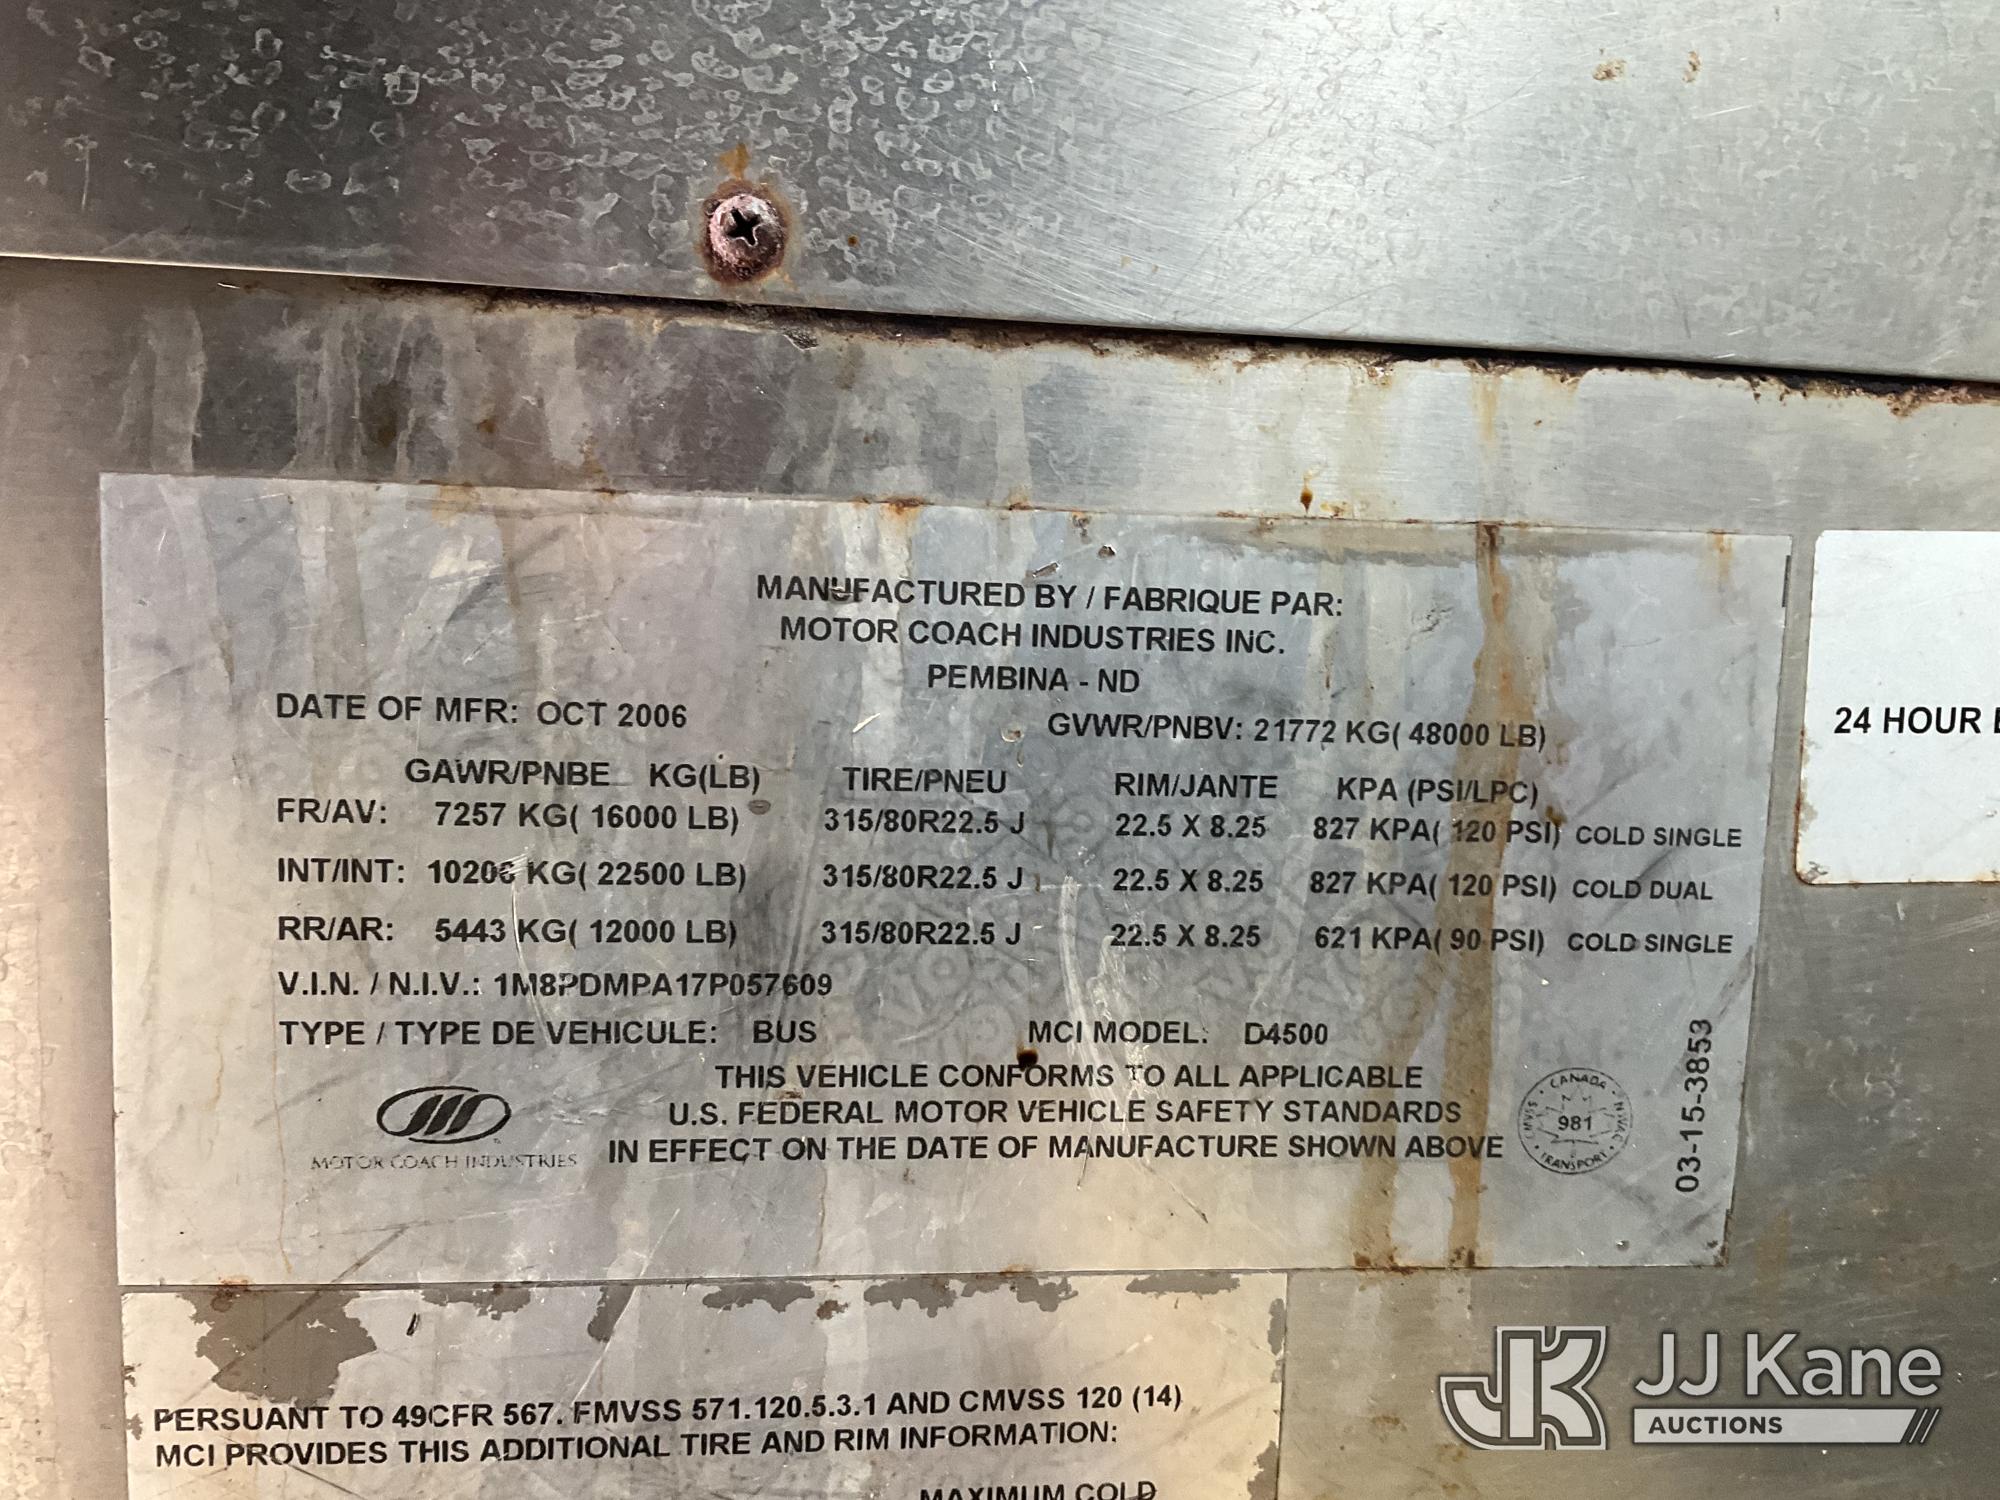 MANUFACTURED BY / FABRIQUE PAR:
MOTOR COACH INDUSTRIES INC.
PEMBINA - ND
DATE OF MFR: OCT 2006
GVWR/PNBV: 21772 KG( 48000 LB)
GAWR/PNBE KG(LB) TIRE/PNEU RIM/JANTE KPA (PSI/LPC)
FR/AV: 7257 KG( 16000 LB) 315/80R22.5 J 22.5 X 8.25 827 KPA( 120 PSI) COLD SINGLE
INT/INT: 10206 KG( 22500 LB) 315/80R22.5 J 22.5 X 8.25 827 KPA( 120 PSI) COLD DUAL
RR/AR: 5443 KG( 12000 LB) 315/80R22.5 J 22.5 X 8.25 621 KPA( 90 PSI) COLD SINGLE
V.I.N. / N.I.V.: 1M8PDMPA17P057609
TYPE / TYPE DE VEHICULE: BUS MCI MODEL: D4500
THIS VEHICLE CONFORMS TO ALL APPLICABLE
U.S. FEDERAL MOTOR VEHICLE SAFETY STANDARDS
IN EFFECT ON THE DATE OF MANUFACTURE SHOWN ABOVE
MOTOR COACH INDUSTRIES
CANADA
981
TRANSPORT
03-15-3853
24 HOUR
PERSUANT TO 49CFR 567. FMVSS 571.120.5.3.1 AND CMVSS 120 (14)
MCI PROVIDES THIS ADDITIONAL TIRE AND RIM INFORMATION:
MAXIMUM COLD
JK JJ Kane
AUCTIONS